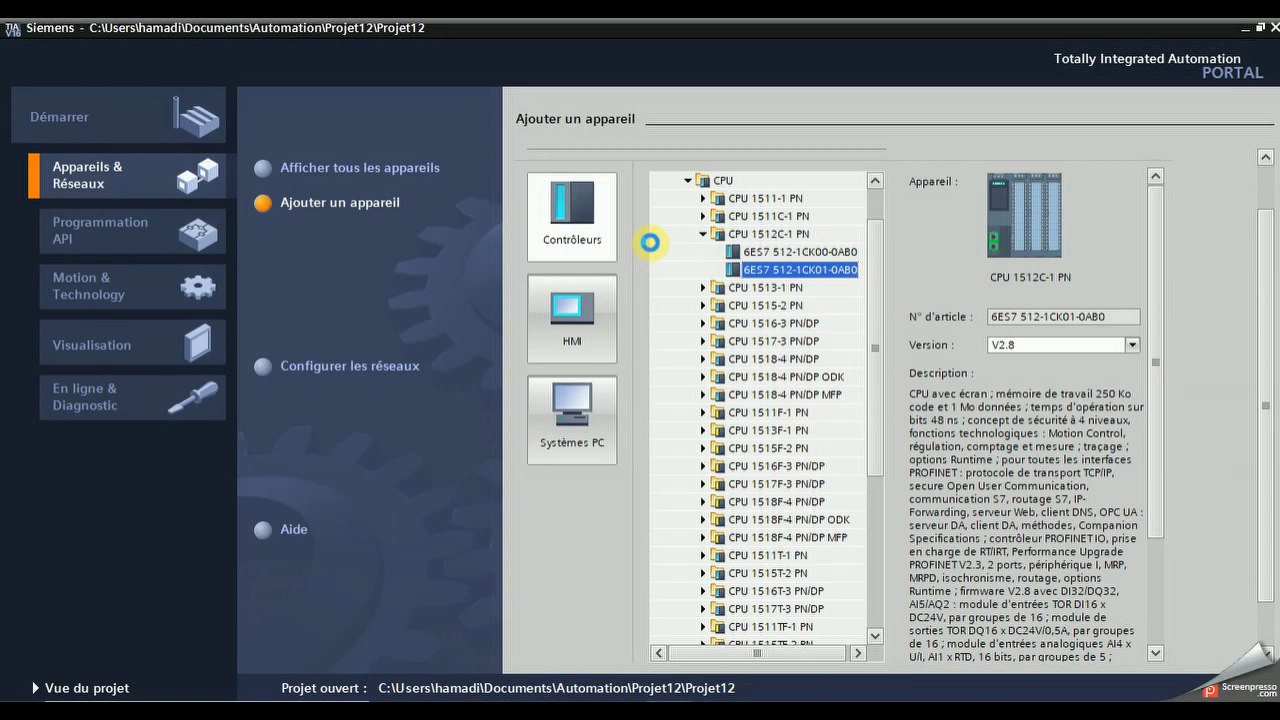 TIA V16 Siemens - C:\Users\hamadi\Documents\Automation\Projet12\Projet12
Totally Integrated Automation
PORTAL
Démarrer
Appareils &
Réseaux
Programmation
API
Motion &
Technology
Visualisation
En ligne &
Diagnostic
Vue du projet
Afficher tous les appareils
Ajouter un appareil
Configurer les réseaux
Aide
Projet ouvert : C:\Users\hamadi\Documents\Automation\Projet12\Projet12
Ajouter un appareil
Contrôleurs
HMI
Systèmes PC
CPU
CPU 1511-1 PN
CPU 1511C-1 PN
CPU 1512C-1 PN
6ES7 512-1CK00-0AB0
6ES7 512-1CK01-0AB0
CPU 1513-1 PN
CPU 1515-2 PN
CPU 1516-3 PN/DP
CPU 1517-3 PN/DP
CPU 1518-4 PN/DP
CPU 1518-4 PN/DP ODK
CPU 1518-4 PN/DP MFP
CPU 1511F-1 PN
CPU 1513F-1 PN
CPU 1515F-2 PN
CPU 1516F-3 PN/DP
CPU 1517F-3 PN/DP
CPU 1518F-4 PN/DP
CPU 1518F-4 PN/DP ODK
CPU 1518F-4 PN/DP MFP
CPU 1511T-1 PN
CPU 1515T-2 PN
CPU 1516T-3 PN/DP
CPU 1517T-3 PN/DP
CPU 1511TF-1 PN
CPU 1515TF-2 PN
Appareil :
CPU 1512C-1 PN
N° d'article : 6ES7 512-1CK01-0AB0
Version : V2.8
Description :
CPU avec écran ; mémoire de travail 250 Ko
code et 1 Mo données ; temps d'opération sur
bits 48 ns ; concept de sécurité à 4 niveaux,
fonctions technologiques : Motion Control,
régulation, comptage et mesure ; traçage ;
options Runtime ; pour toutes les interfaces
PROFINET : protocole de transport TCP/IP,
secure Open User Communication,
communication S7, routage S7, IP-
Forwarding, serveur Web, client DNS, OPC UA :
serveur DA, client DA, méthodes, Companion
Specifications ; contrôleur PROFINET IO, prise
en charge de RT/IRT, Performance Upgrade
PROFINET V2.3, 2 ports, périphérique I, MRP,
MRPD, isochronisme, routage, options
Runtime ; firmware V2.8 avec DI32/DQ32,
AI5/AQ2 : module d'entrées TOR DI16 x
DC24V, par groupes de 16 ; module de
sorties TOR DQ16 x DC24V/0,5A, par groupes
de 16 ; module d'entrées analogiques AI4 x
U/I, AI1 x RTD, 16 bits, par groupes de 5 ;
Screenpresso
.com